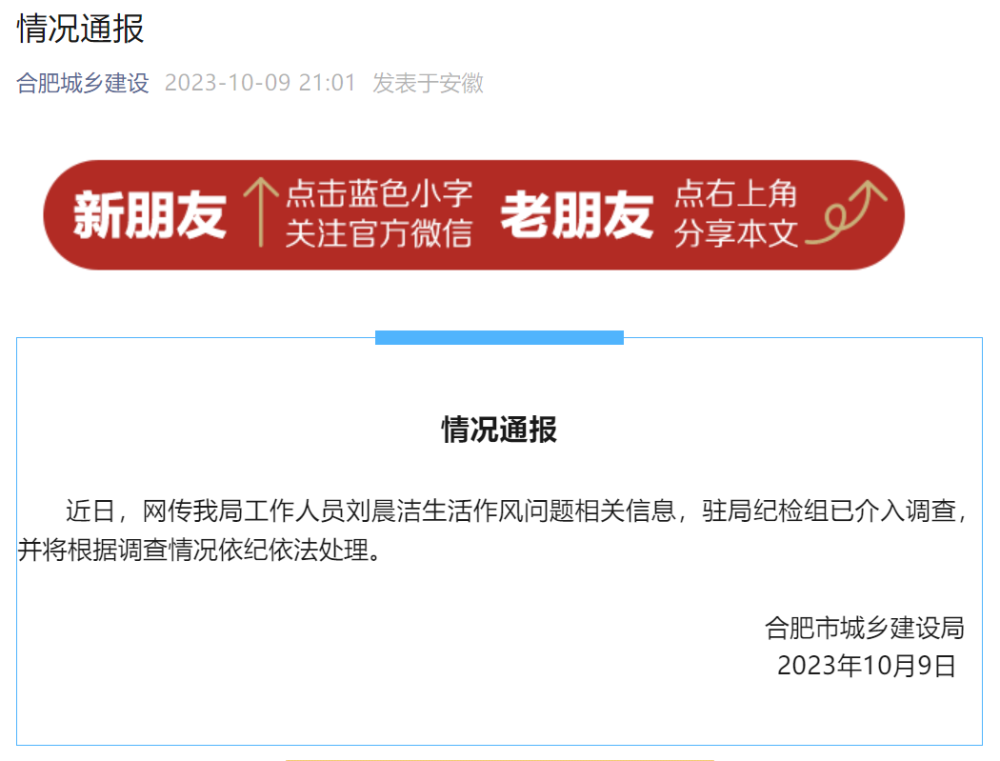 情况通报
合肥城乡建设 2023-10-09 21:01 发表于安徽
新朋友 点击蓝色小字 关注官方微信 老朋友 点右上角 分享本文
情况通报
近日，网传我局工作人员刘晨洁生活作风问题相关信息，驻局纪检组已介入调查，
并将根据调查情况依纪依法处理。
合肥市城乡建设局
2023年10月9日